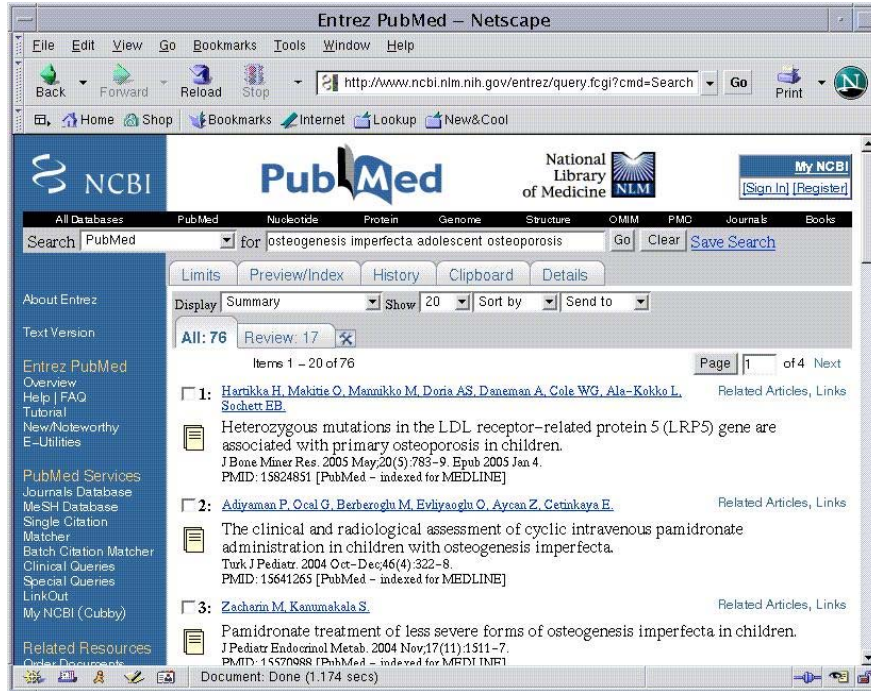 Entrez PubMed – Netscape
File Edit View Go Bookmarks Tools Window Help
Back Forward Reload Stop http://www.ncbi.nlm.nih.gov/entrez/query.fcgi?cmd=Search Go Print N
Home Shop Bookmarks Internet Lookup New&Cool
NCBI PubMed National Library of Medicine NLM My NCBI
[Sign In] [Register]
All Databases PubMed Nucleotide Protein Genome Structure OMIM PMC Journals Books
Search PubMed for osteogenesis imperfecta adolescent osteoporosis Go Clear Save Search
Limits Preview/Index History Clipboard Details
Display Summary Show 20 Sort by Send to
All: 76 Review: 17
Items 1 – 20 of 76 Page 1 of 4 Next
1: Hartikka H, Makitie O, Mannikko M, Doria AS, Daneman A, Cole WG, Ala-Kokko L, Related Articles, Links
Sochett EB.
Heterozygous mutations in the LDL receptor-related protein 5 (LRP5) gene are
associated with primary osteoporosis in children.
J Bone Miner Res. 2005 May;20(5):783-9. Epub 2005 Jan 4.
PMID: 15824851 [PubMed – indexed for MEDLINE]
2: Adiyaman P, Ocal G, Berberoglu M, Evliyaoglu O, Aycan Z, Cetinkaya E. Related Articles, Links
The clinical and radiological assessment of cyclic intravenous pamidronate
administration in children with osteogenesis imperfecta.
Turk J Pediatr. 2004 Oct-Dec;46(4):322-8.
PMID: 15641265 [PubMed – indexed for MEDLINE]
3: Zacharin M, Kanumakala S. Related Articles, Links
Pamidronate treatment of less severe forms of osteogenesis imperfecta in children.
J Pediatr Endocrinol Metab. 2004 Nov;17(11):1511-7.
PMID: 15570988 [PubMed – indexed for MEDLINE]
About Entrez
Text Version
Entrez PubMed
Overview
Help | FAQ
Tutorial
New/Noteworthy
E-Utilities
PubMed Services
Journals Database
MeSH Database
Single Citation
Matcher
Batch Citation Matcher
Clinical Queries
Special Queries
LinkOut
My NCBI (Cubby)
Related Resources
Order Documents
Document: Done (1.174 secs)